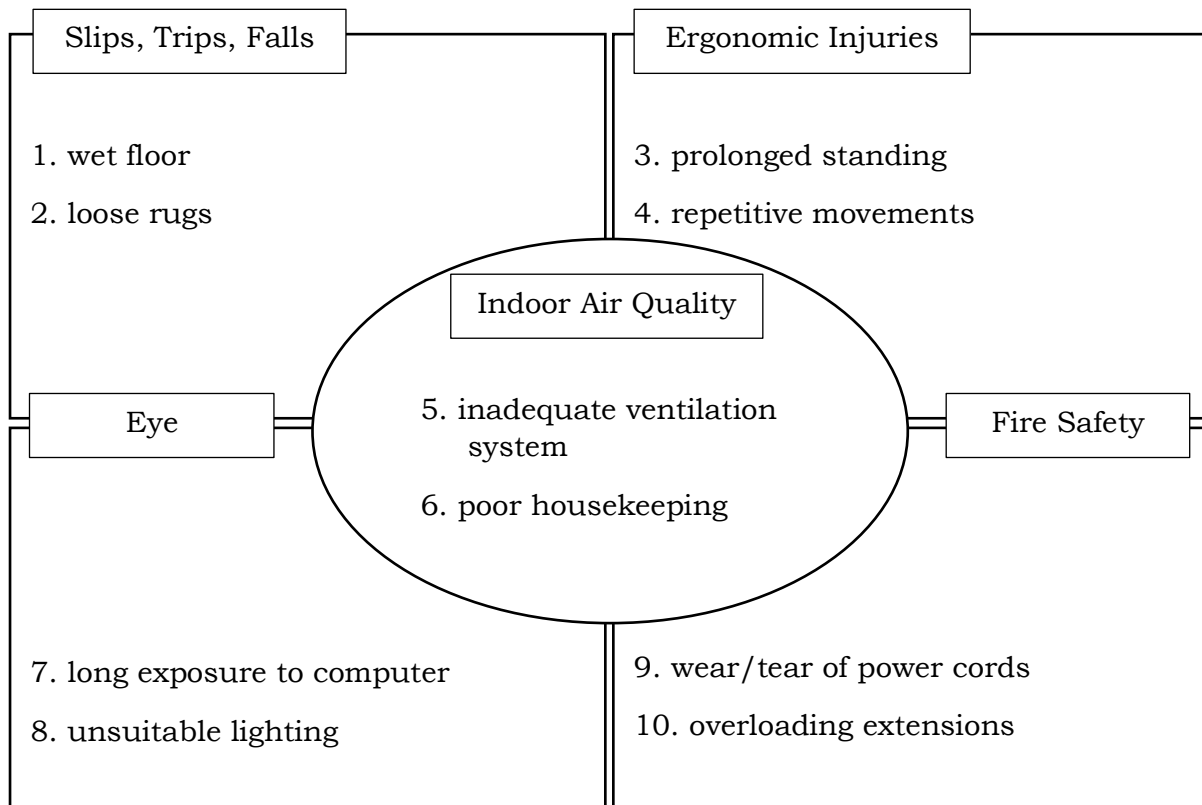 Slips, Trips, Falls
1. wet floor
2. loose rugs
Ergonomic Injuries
3. prolonged standing
4. repetitive movements
Indoor Air Quality
5. inadequate ventilation
system
6. poor housekeeping
Eye
7. long exposure to computer
8. unsuitable lighting
Fire Safety
9. wear/tear of power cords
10. overloading extensions